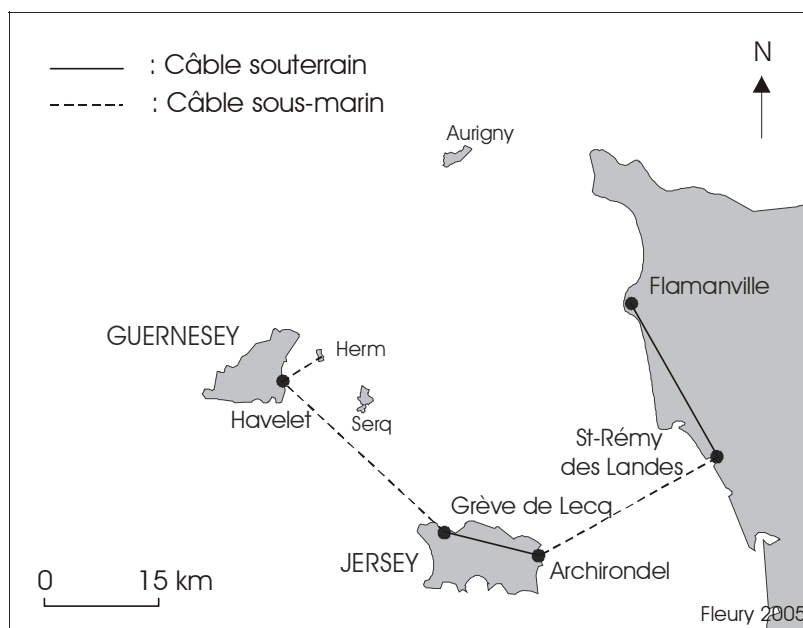 : Câble souterrain
: Câble sous-marin
N
Aurigny
Flamanville
GUERNESEY
Herm
Havelet
Serq
St-Rémy
des Landes
Grève de Lecq
JERSEY
Archirondel
0 15 km
Fleury 2005